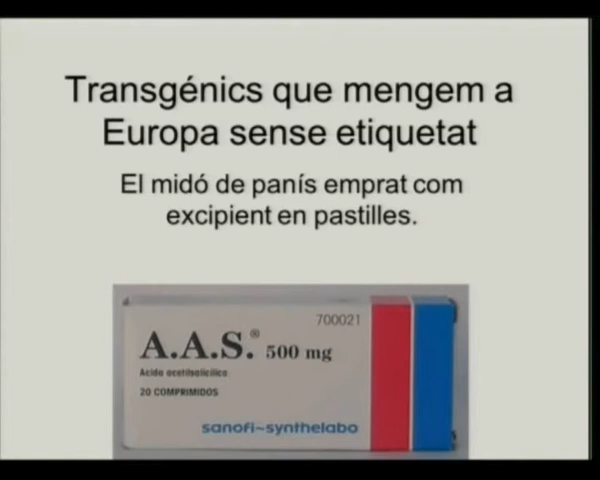 Transgénics que mengem a
Europa sense etiquetat
El midó de panís emprat com
excipient en pastilles.
700021
A.A.S.® 500 mg
Acido acetilsalicílico
20 COMPRIMIDOS
sanofi~synthelabo